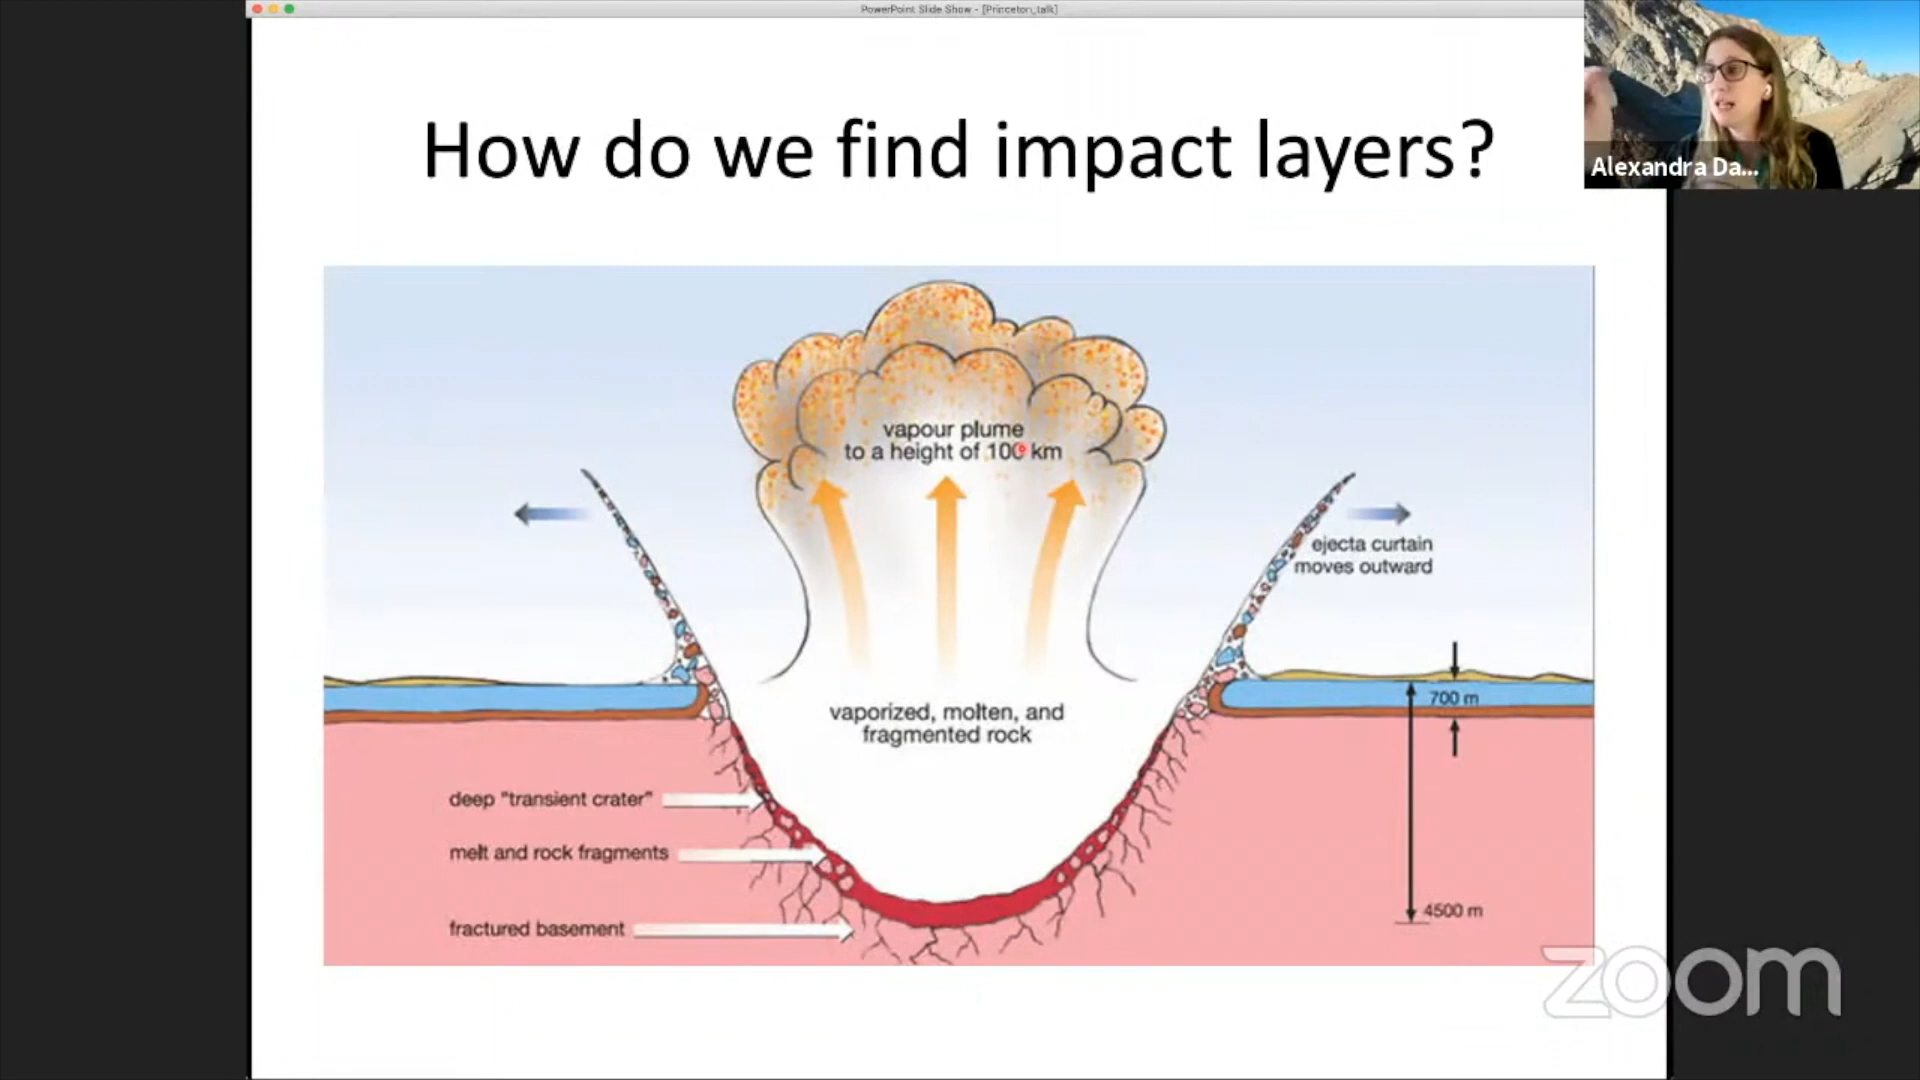 PowerPoint Slide Show - [Princeton_talk]
Alexandra Da...
How do we find impact layers?
vapour plume
to a height of 100 km
ejecta curtain
moves outward
700 m
vaporized, molten, and
fragmented rock
deep "transient crater"
melt and rock fragments
fractured basement
4500 m
zoom